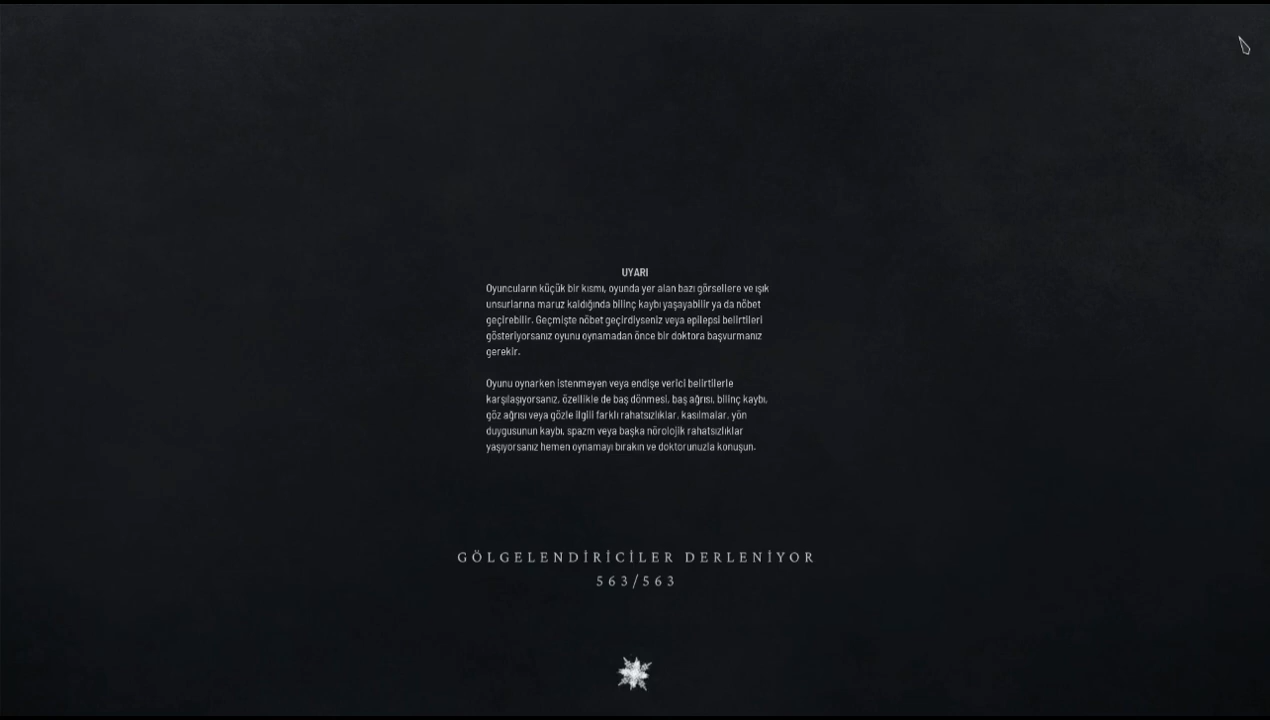 UYARI
Oyuncuların küçük bir kısmı, oyunda yer alan bazı görsellere ve ışık
unsurlarına maruz kaldığında bilinç kaybı yaşayabilir ya da nöbet
geçirebilir. Geçmişte nöbet geçirdiyseniz veya epilepsi belirtileri
gösteriyorsanız oyunu oynamadan önce bir doktora başvurmanız
gerekir.
Oyunu oynarken istenmeyen veya endişe verici belirtilerle
karşılaşıyorsanız, özellikle de baş dönmesi, baş ağrısı, bilinç kaybı,
göz ağrısı veya gözle ilgili farklı rahatsızlıklar, kasılmalar, yön
duygusunun kaybı, spazm veya başka nörolojik rahatsızlıklar
yaşıyorsanız hemen oynamayı bırakın ve doktorunuzla konuşun.
GÖLGELENDİRİCİLER DERLENİYOR
563/563